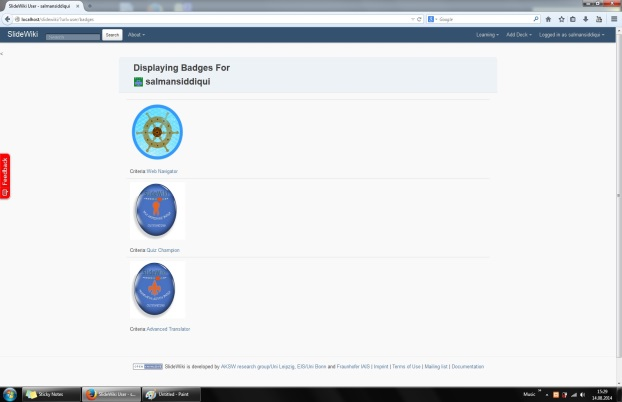 SlideWiki User - salmansiddiqui
localhost/slidewiki/?url=user/badges
Google
SlideWiki
Search
Search
About
Learning
Add Deck
Logged in as salmansiddiqui
Displaying Badges For
salmansiddiqui
Feedback
Criteria Web Navigator
Criteria Quiz Champion
Criteria Advanced Translator
SlideWiki is developed by AKSW research group/Uni Leipzig, EIS/Uni Bonn and Fraunhofer IAIS | Imprint | Terms of Use | Mailing list | Documentation
Sticky Notes
SlideWiki User - s...
Untitled - Paint
Music
15:29
14.08.2014